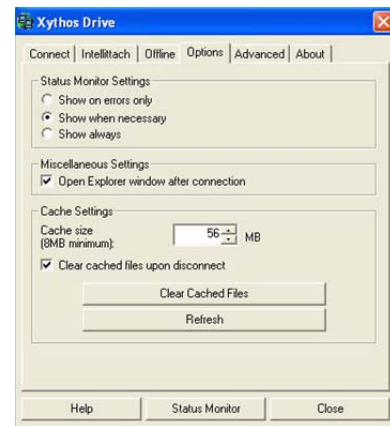 Xythos Drive
Connect Intellittach Offline Options Advanced About
Status Monitor Settings
Show on errors only
Show when necessary
Show always
Miscellaneous Settings
Open Explorer window after connection
Cache Settings
Cache size
(8MB minimum):
56 MB
Clear cached files upon disconnect
Clear Cached Files
Refresh
Help Status Monitor Close